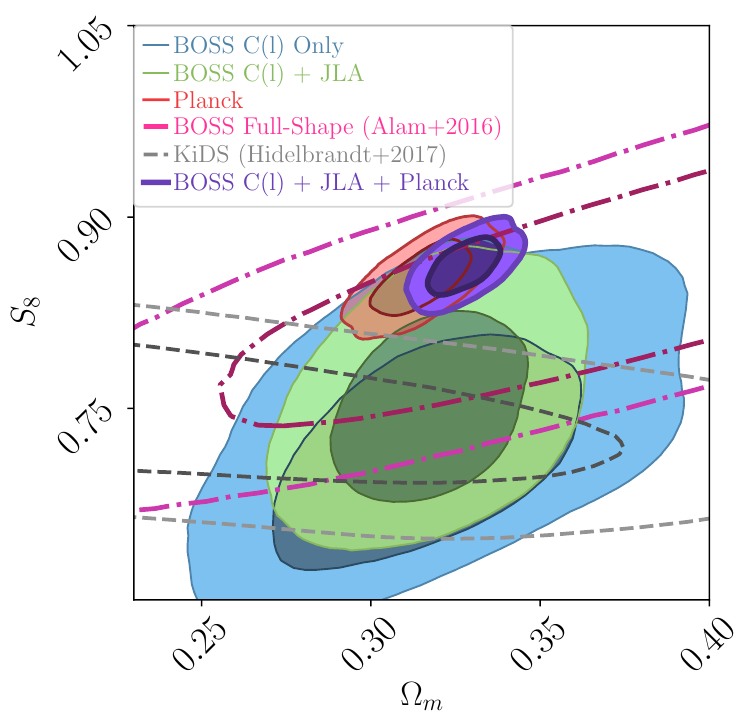 1.05
BOSS C(l) Only
BOSS C(l) + JLA
Planck
BOSS Full-Shape (Alam+2016)
KiDS (Hidelbrandt+2017)
BOSS C(l) + JLA + Planck
0.90
S₈
0.75
0.25
0.30
0.35
0.40
Ωₘ